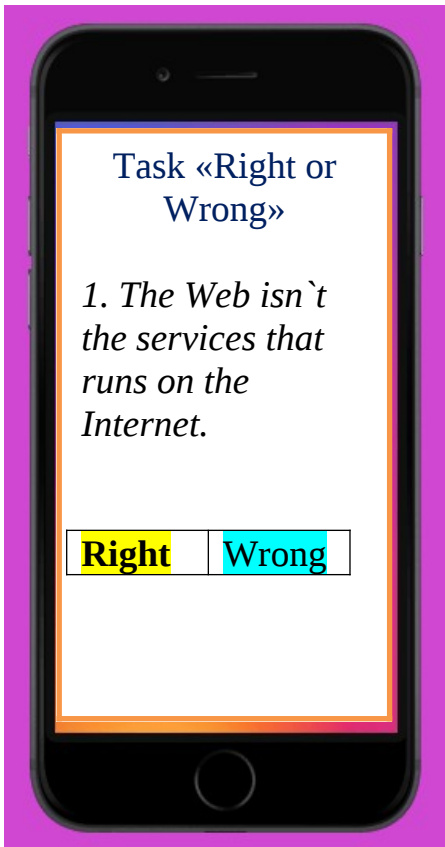 Task «Right or
Wrong»
1. The Web isn`t
the services that
runs on the
Internet.
Right Wrong